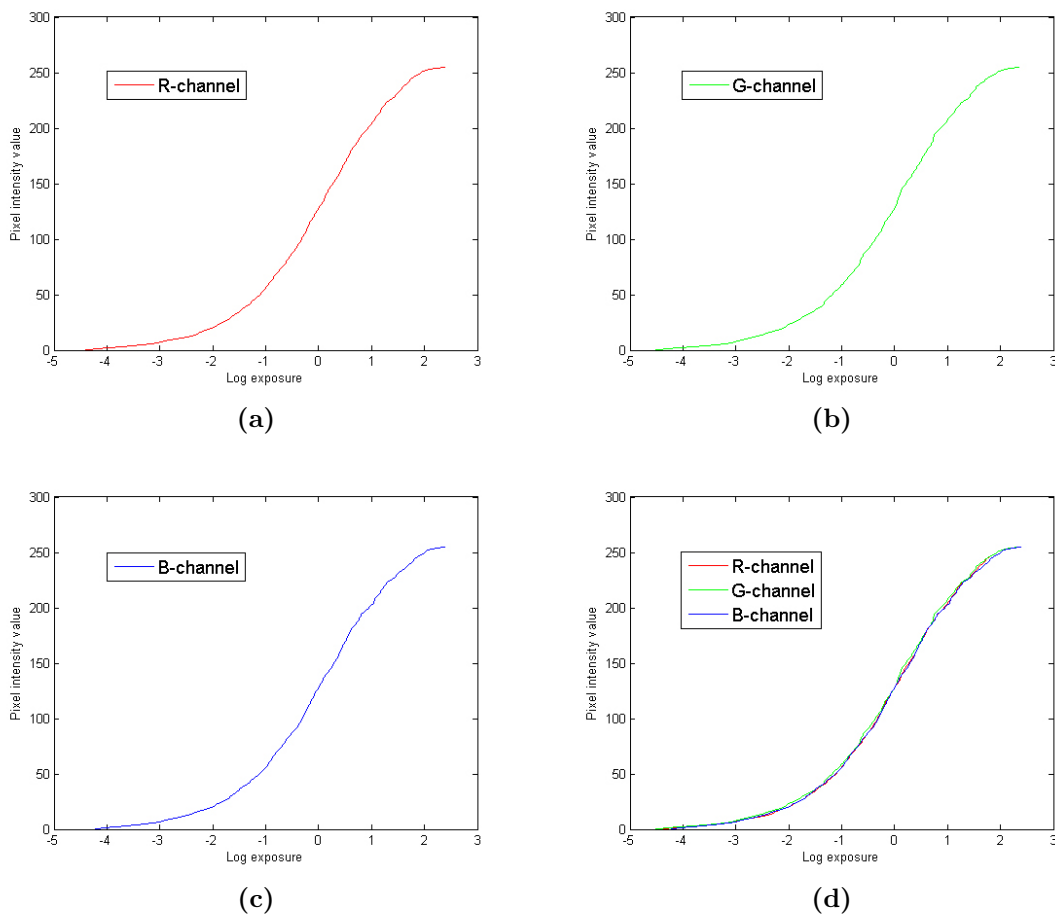 300
250
200
150
100
50
0
Pixel intensity value
R-channel
-5 -4 -3 -2 -1 0 1 2 3
Log exposure
(a)
300
250
200
150
100
50
0
Pixel intensity value
G-channel
-5 -4 -3 -2 -1 0 1 2 3
Log exposure
(b)
300
250
200
150
100
50
0
Pixel intensity value
B-channel
-5 -4 -3 -2 -1 0 1 2 3
Log exposure
(c)
300
250
200
150
100
50
0
Pixel intensity value
R-channel
G-channel
B-channel
-5 -4 -3 -2 -1 0 1 2 3
Log exposure
(d)